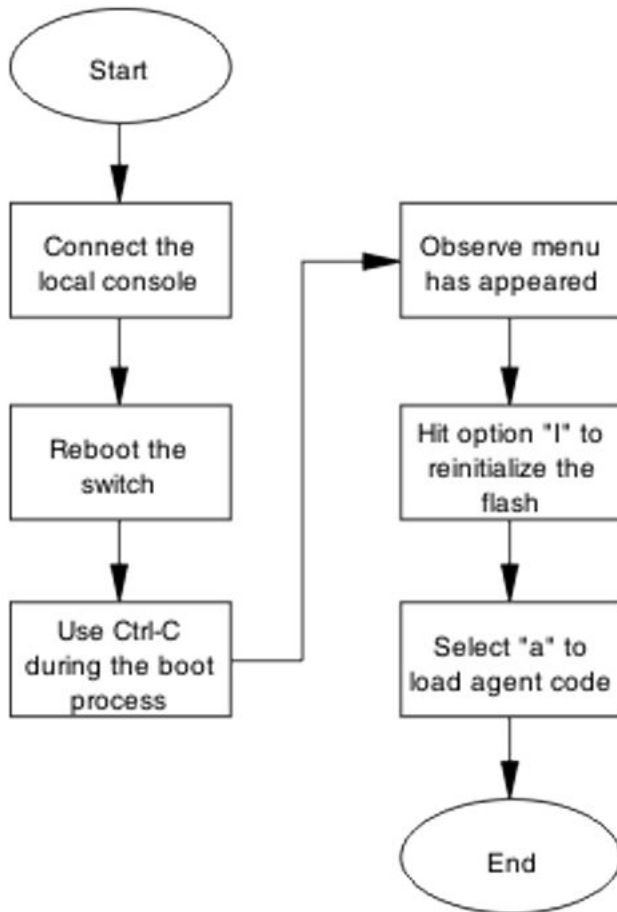 Start
Connect the
local console
Reboot the
switch
Use Ctrl-C
during the boot
process
Observe menu
has appeared
Hit option "I" to
reinitialize the
flash
Select "a" to
load agent code
End